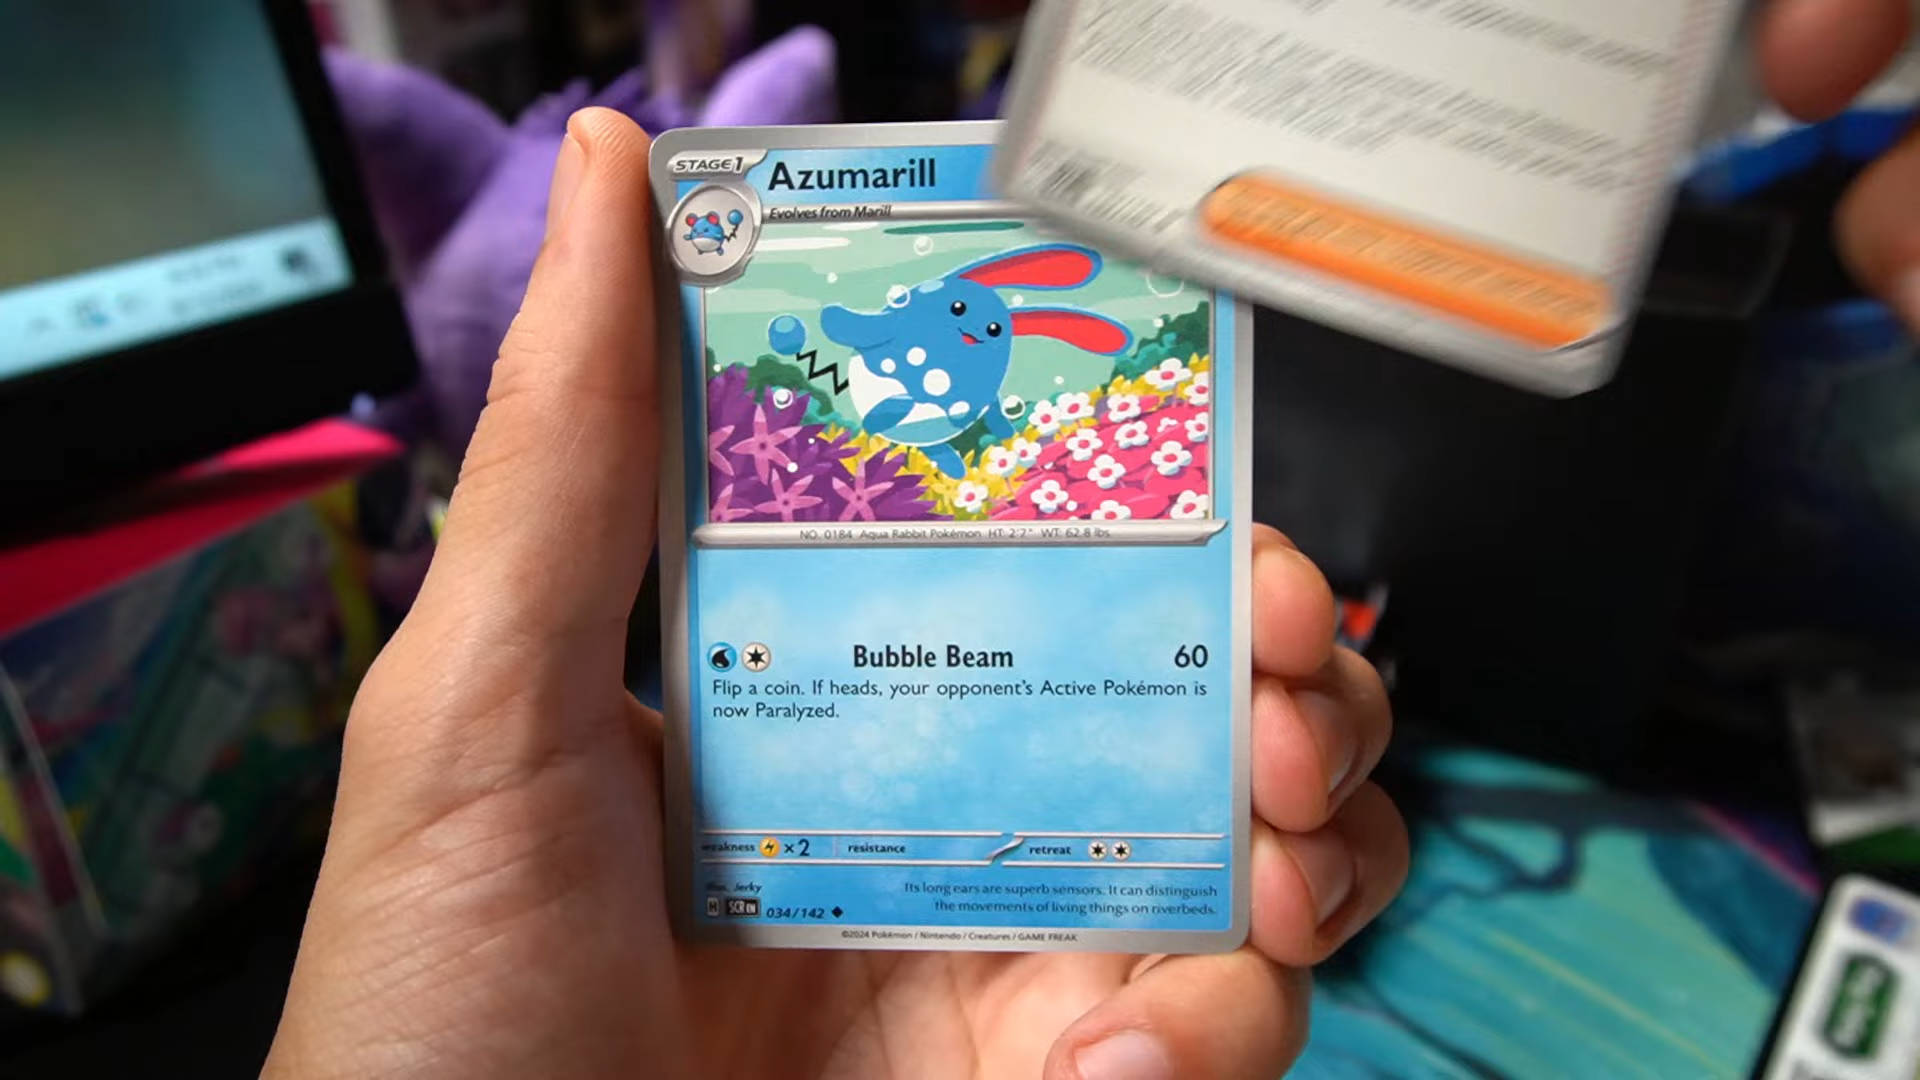 STAGE 1
Azumarill
Evolves from Marill
NO. 0184 Aqua Rabbit Pokémon HT: 2'7" WT: 62.8 lbs
Bubble Beam 60
Flip a coin. If heads, your opponent's Active Pokémon is
now Paralyzed.
weakness ×2 resistance retreat
Illus. Jerky
Its long ears are superb sensors. It can distinguish
the movements of living things on riverbeds.
H SCR EN 034/142
©2024 Pokémon / Nintendo / Creatures / GAME FREAK